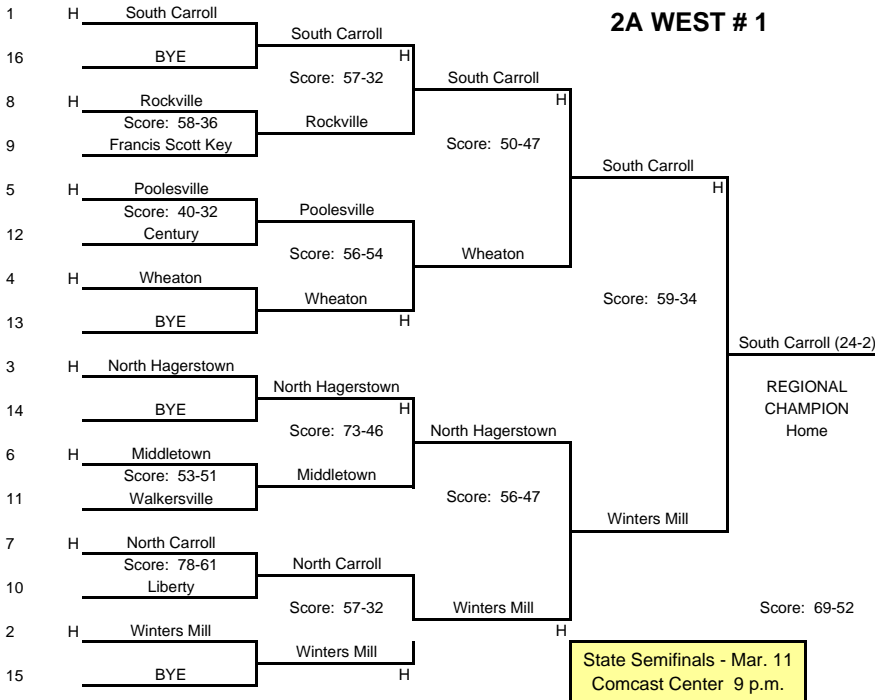 2A WEST # 1
1 H South Carroll
South Carroll
H
16 BYE
Score: 57-32
South Carroll
H
8 H Rockville
Score: 58-36
Rockville
9 Francis Scott Key
Score: 50-47
South Carroll
H
5 H Poolesville
Score: 40-32
Poolesville
12 Century
Score: 56-54
Wheaton
4 H Wheaton
Wheaton
H
13 BYE
Score: 59-34
South Carroll (24-2)
REGIONAL
CHAMPION
Home
3 H North Hagerstown
North Hagerstown
H
14 BYE
Score: 73-46
North Hagerstown
6 H Middletown
Score: 53-51
Middletown
11 Walkersville
Score: 56-47
Winters Mill
7 H North Carroll
Score: 78-61
North Carroll
10 Liberty
Score: 57-32
Winters Mill
H
Score: 69-52
2 H Winters Mill
Winters Mill
H
15 BYE
State Semifinals - Mar. 11
Comcast Center 9 p.m.